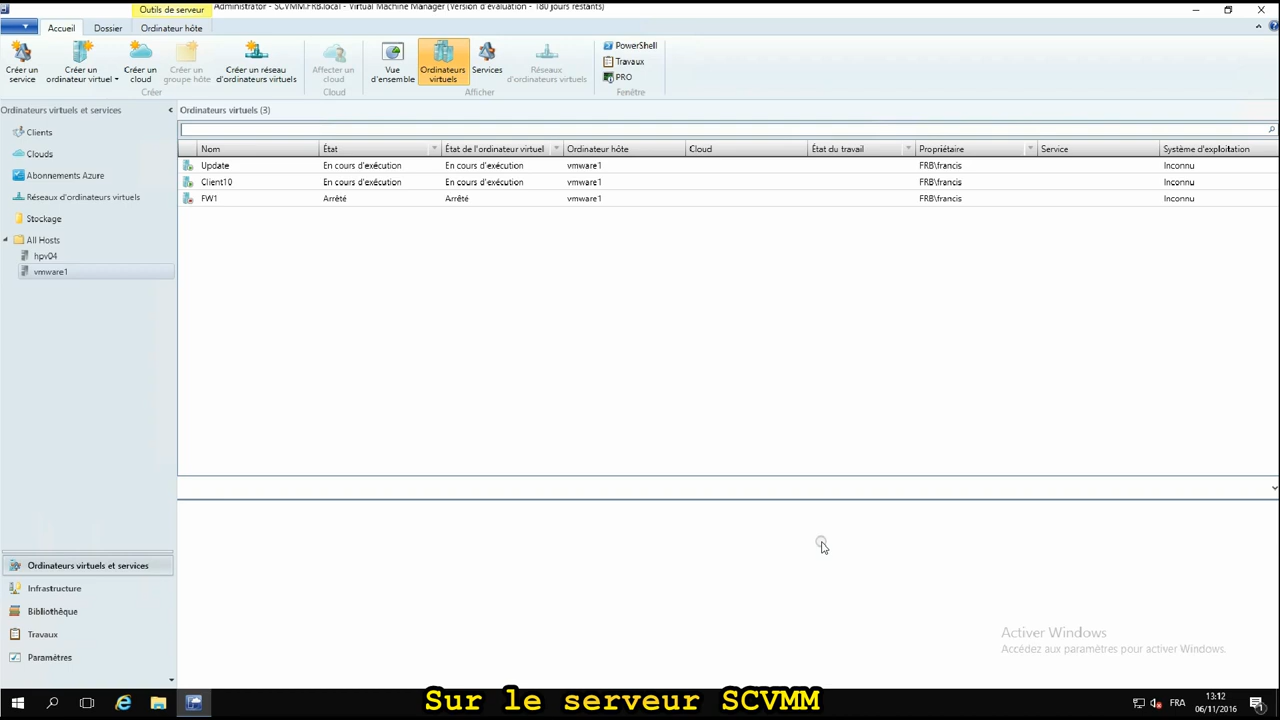 Outils de serveur
Administrator - SCVMM.FRB.local - Virtual Machine Manager (Version d'évaluation - 180 jours restants)
Accueil
Dossier
Ordinateur hôte
Créer un service
Créer un ordinateur virtuel
Créer un cloud
Créer un groupe hôte
Créer un réseau d'ordinateurs virtuels
Affecter un cloud
Vue d'ensemble
Ordinateurs virtuels
Services
Réseaux d'ordinateurs virtuels
PowerShell
Travaux
PRO
Créer
Cloud
Afficher
Fenêtre
Ordinateurs virtuels et services
Clients
Clouds
Abonnements Azure
Réseaux d'ordinateurs virtuels
Stockage
All Hosts
hpv04
vmware1
Ordinateurs virtuels (3)
Nom État État de l'ordinateur virtuel Ordinateur hôte Cloud État du travail Propriétaire Service Système d'exploitation
Update En cours d'exécution En cours d'exécution vmware1 FRB\francis Inconnu
Client10 En cours d'exécution En cours d'exécution vmware1 FRB\francis Inconnu
FW1 Arrêté Arrêté vmware1 FRB\francis Inconnu
Ordinateurs virtuels et services
Infrastructure
Bibliothèque
Travaux
Paramètres
Activer Windows
Accédez aux paramètres pour activer Windows.
Sur le serveur SCVMM
FRA
13:12
06/11/2016
1